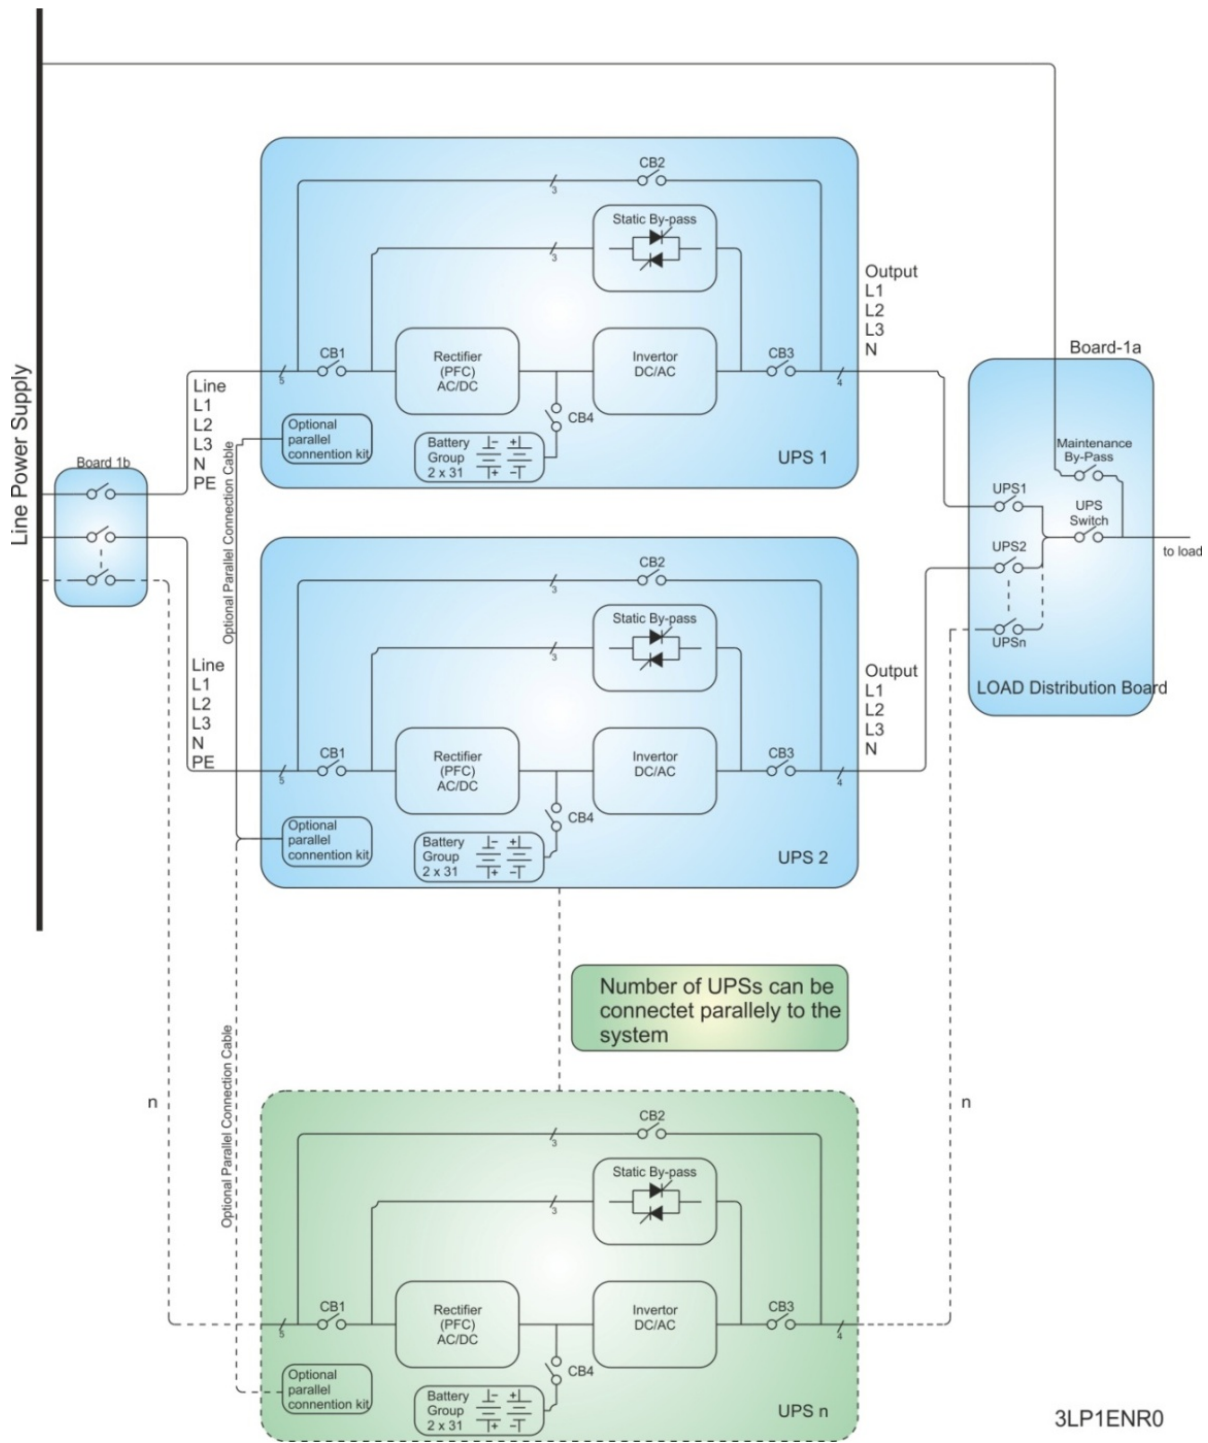 Line Power Supply
Board 1b
Line
L1
L2
L3
N
PE
Optional Parallel Connection Cable
CB2
3
Static By-pass
3
5
CB1
Rectifier
(PFC)
AC/DC
Invertor
DC/AC
CB3
4
CB4
Optional
parallel
connention kit
Battery
Group
2 x 31
UPS 1
Output
L1
L2
L3
N
Board-1a
Maintenance
By-Pass
UPS1
UPS
Switch
UPS2
UPSn
to load
LOAD Distribution Board
Line
L1
L2
L3
N
PE
CB2
3
Static By-pass
3
5
CB1
Rectifier
(PFC)
AC/DC
Invertor
DC/AC
CB3
4
CB4
Optional
parallel
connention kit
Battery
Group
2 x 31
UPS 2
Output
L1
L2
L3
N
Number of UPSs can be
connectet parallely to the
system
n
Optional Parallel Connection Cable
n
CB2
3
Static By-pass
3
5
CB1
Rectifier
(PFC)
AC/DC
Invertor
DC/AC
CB3
4
CB4
Optional
parallel
connention kit
Battery
Group
2 x 31
UPS n
3LP1ENR0